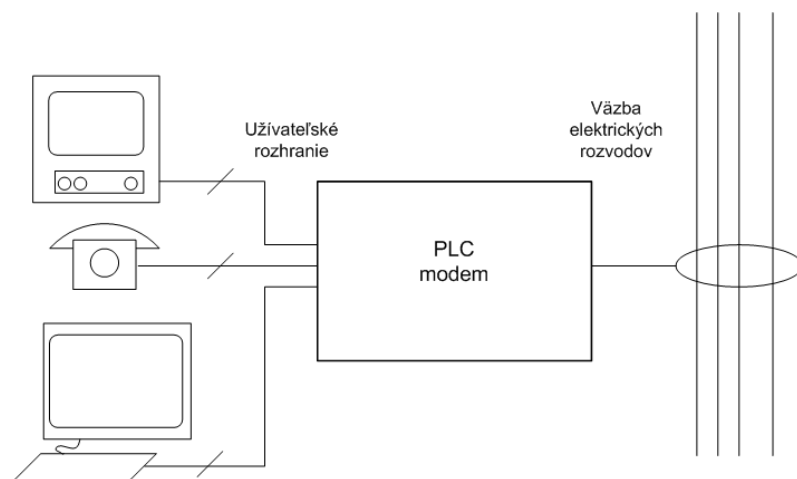 Užívateľské
rozhranie
Väzba
elektrických
rozvodov
PLC
modem